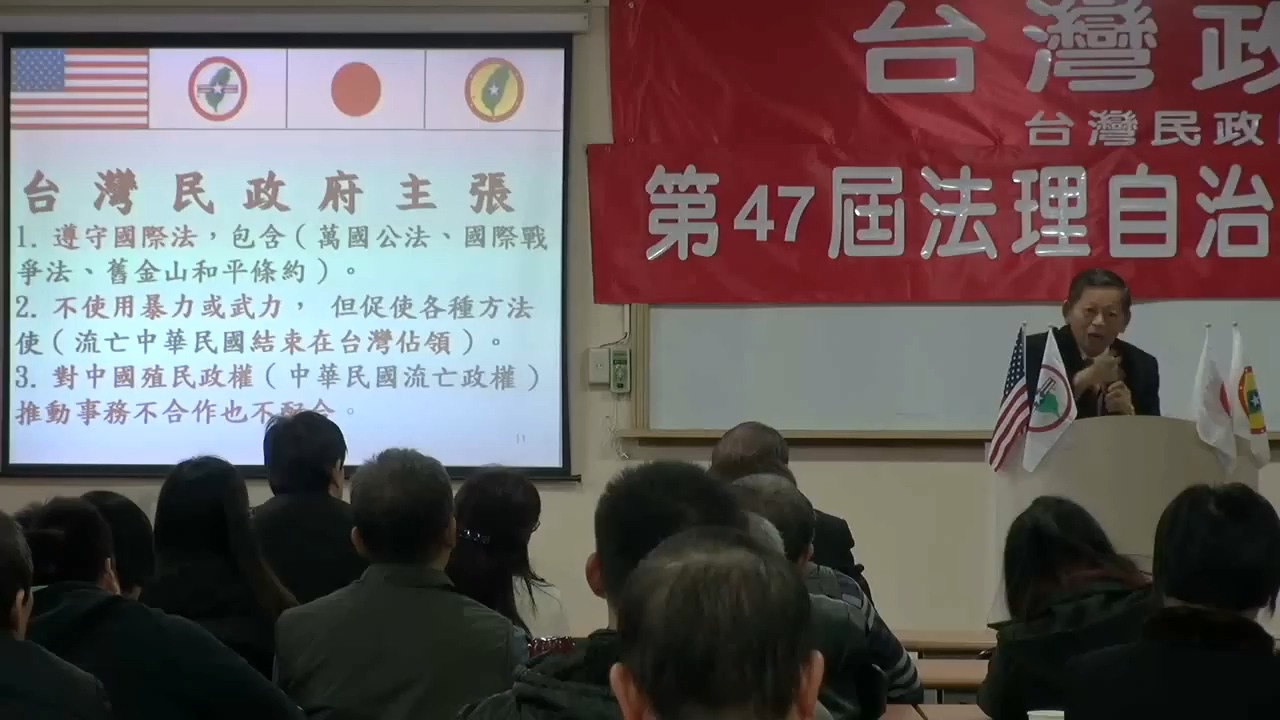 台灣民政府主張
1. 遵守國際法，包含（萬國公法、國際戰
爭法、舊金山和平條約）。
2. 不使用暴力或武力， 但促使各種方法
使（流亡中華民國結束在台灣佔領）。
3. 對中國殖民政權（中華民國流亡政權）
推動事務不合作也不配合。
11
台灣政
台灣民政
第47屆法理自治